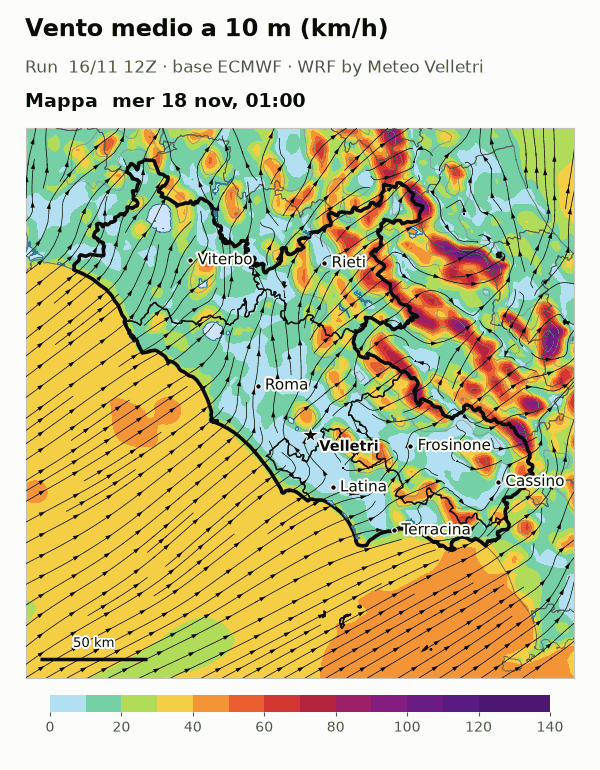 Vento medio a 10 m (km/h)
Run  16/11 12Z · base ECMWF · WRF by Meteo Velletri
Mappa  mer 18 nov, 01:00
Viterbo
Rieti
Roma
Velletri
Frosinone
Latina
Cassino
Terracina
50 km
0 20 40 60 80 100 120 140